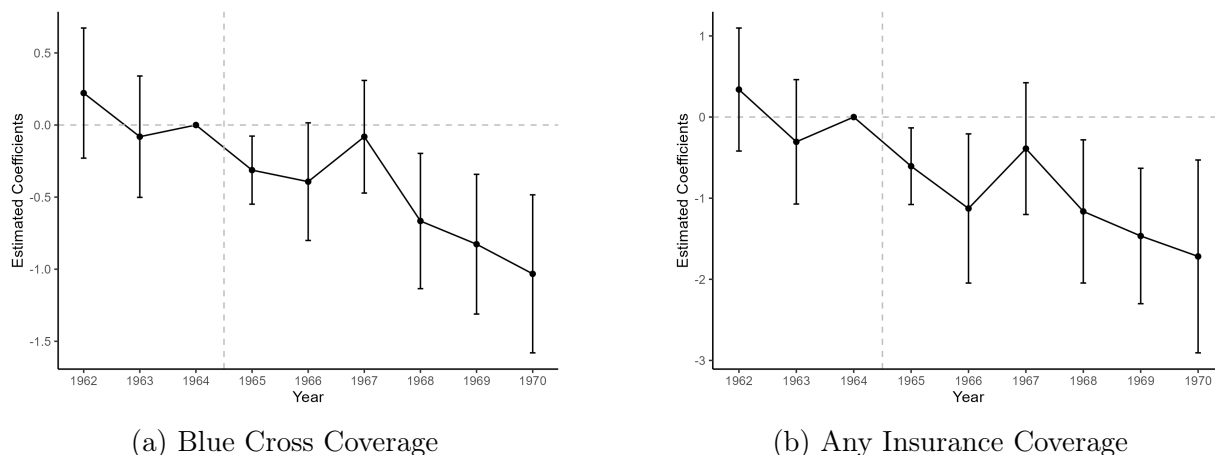 Estimated Coefficients
0.5
0.0
-0.5
-1.0
-1.5
1962 1963 1964 1965 1966 1967 1968 1969 1970
Year
(a) Blue Cross Coverage
Estimated Coefficients
1
0
-1
-2
-3
1962 1963 1964 1965 1966 1967 1968 1969 1970
Year
(b) Any Insurance Coverage